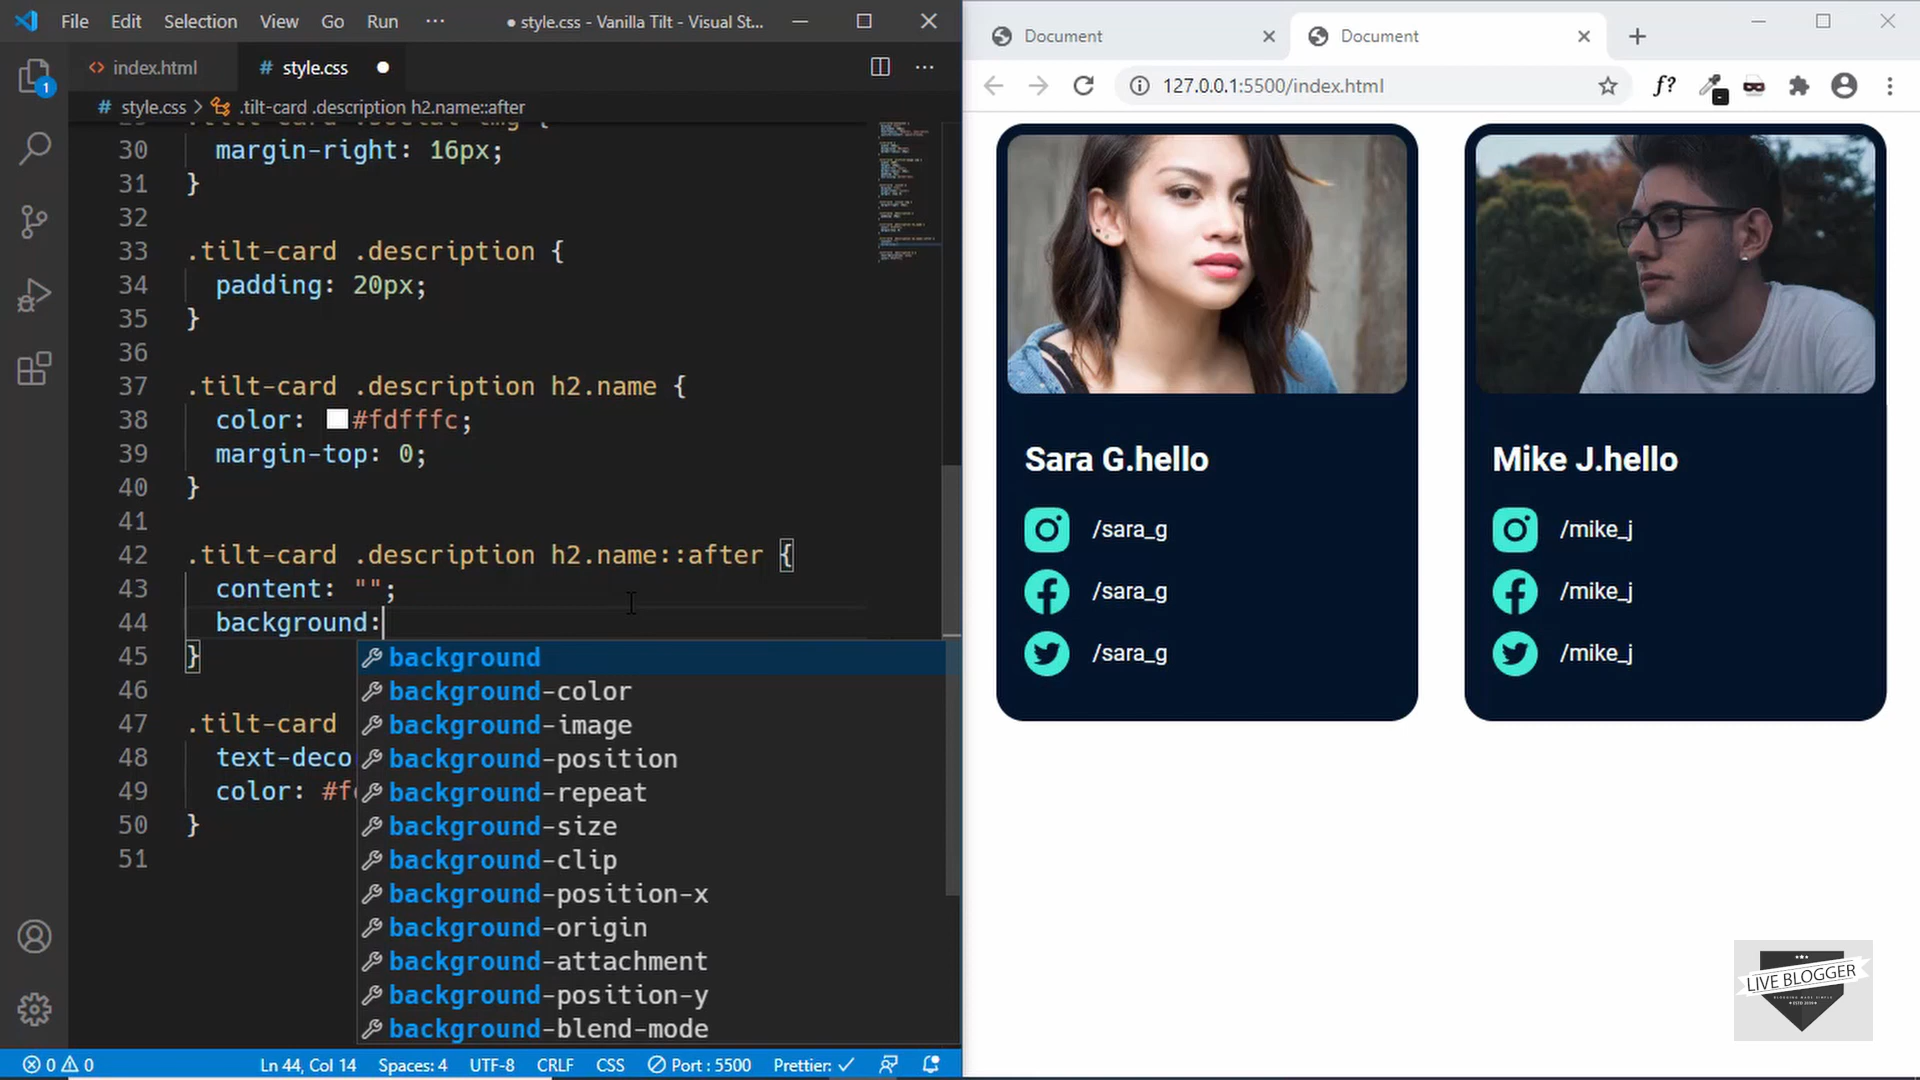 File Edit Selection View Go Run ··· ● style.css - Vanilla Tilt - Visual St...
index.html # style.css ●
# style.css > .tilt-card .description h2.name::after
30 margin-right: 16px;
31 }
32
33 .tilt-card .description {
34 padding: 20px;
35 }
36
37 .tilt-card .description h2.name {
38 color: #fdfffc;
39 margin-top: 0;
40 }
41
42 .tilt-card .description h2.name::after {
43 content: "";
44 background:
45 }
46
47 .tilt-card
48 text-deco
49 color: #f
50 }
51
background
background-color
background-image
background-position
background-repeat
background-size
background-clip
background-position-x
background-origin
background-attachment
background-position-y
background-blend-mode
1
0 0 Ln 44, Col 14 Spaces: 4 UTF-8 CRLF CSS Port : 5500 Prettier: ✓
Document Document
127.0.0.1:5500/index.html f?
Sara G.hello
/sara_g
/sara_g
/sara_g
Mike J.hello
/mike_j
/mike_j
/mike_j
LIVE BLOGGER